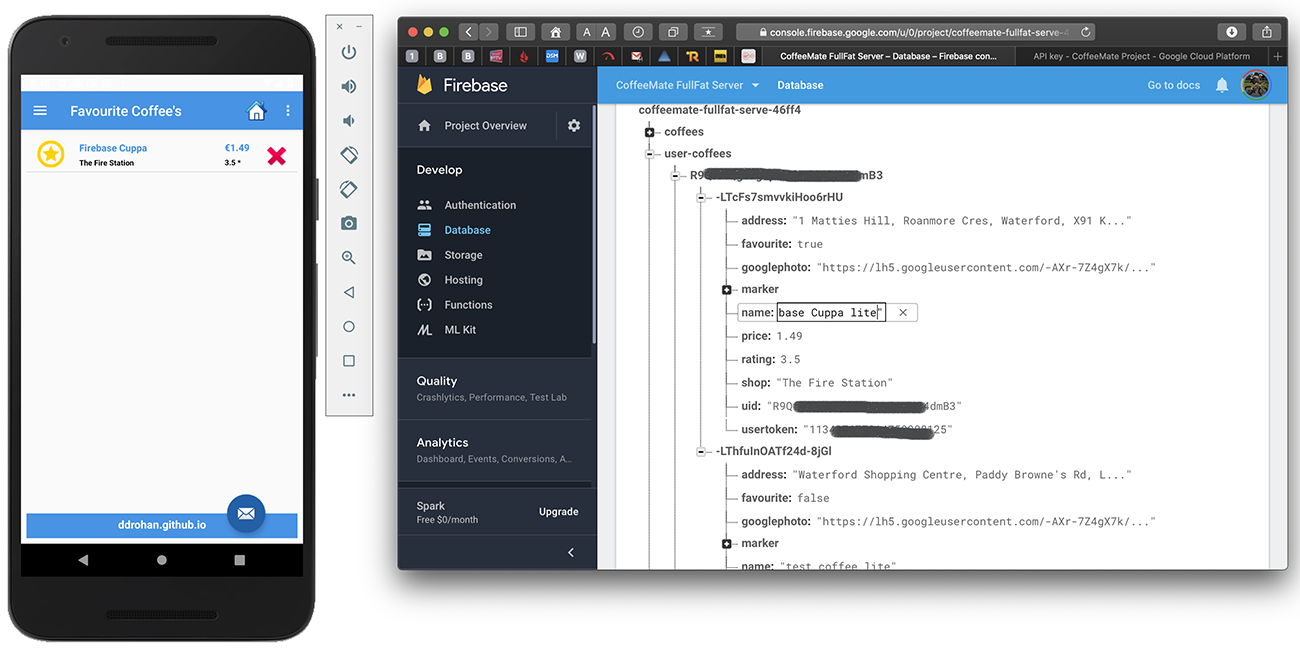 Favourite Coffee's
Firebase Cuppa
€1.49
The Fire Station
3.5 *
ddrohan.github.io
console.firebase.google.com/u/0/project/coffeemate-fullfat-serve-4
A A
1 B B DSM W TR
CoffeeMate FullFat Server – Database – Firebase con...
API key - CoffeeMate Project - Google Cloud Platform
Firebase
CoffeeMate FullFat Server
Database
Go to docs
Project Overview
Develop
Authentication
Database
Storage
Hosting
Functions
ML Kit
Quality
Crashlytics, Performance, Test Lab
Analytics
Dashboard, Events, Conversions, A...
Spark
Free $0/month
Upgrade
coffeemate-fullfat-serve-46ff4
coffees
user-coffees
R9 mB3
-LTcFs7smvvkiHoo6rHU
address: "1 Matties Hill, Roanmore Cres, Waterford, X91 K..."
favourite: true
googlephoto: "https://lh5.googleusercontent.com/-AXr-7Z4gX7k/..."
marker
name: base Cuppa lite"
price: 1.49
rating: 3.5
shop: "The Fire Station"
uid: "R9Q 4dmB3"
usertoken: "113 125"
-LThfuInOATf24d-8jGl
address: "Waterford Shopping Centre, Paddy Browne's Rd, L..."
favourite: false
googlephoto: "https://lh5.googleusercontent.com/-AXr-7Z4gX7k/..."
marker
name: "test coffee lite"